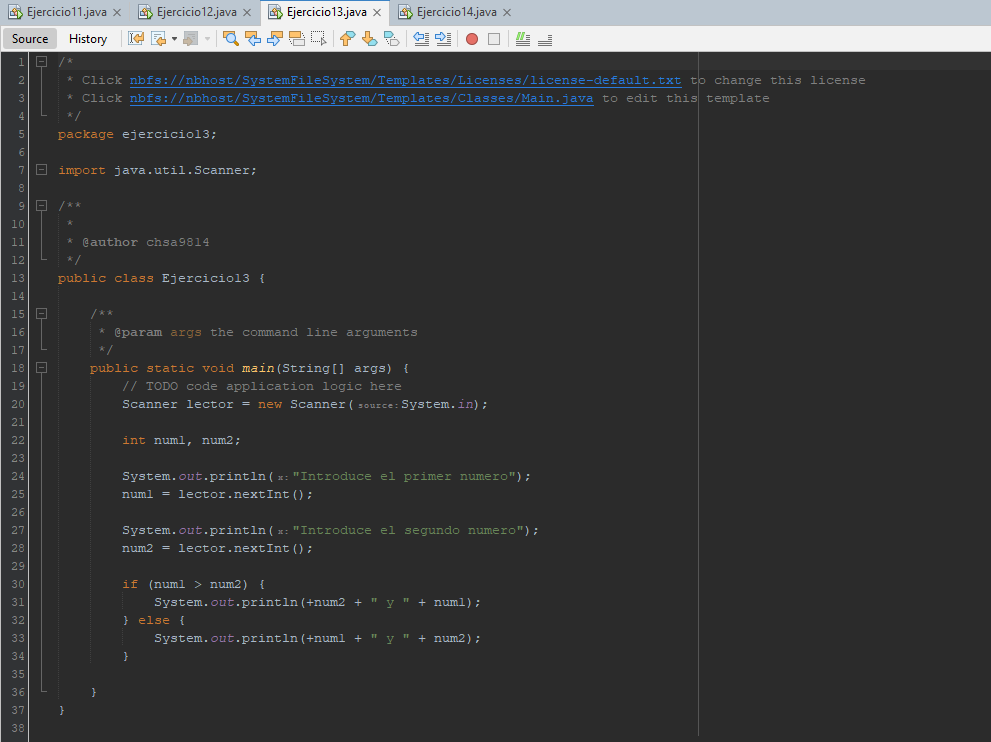 Ejercicio11.java Ejercicio12.java Ejercicio13.java Ejercicio14.java
Source History
1 /*
2 * Click nbfs://nbhost/SystemFileSystem/Templates/Licenses/license-default.txt to change this license
3 * Click nbfs://nbhost/SystemFileSystem/Templates/Classes/Main.java to edit this template
4 */
5 package ejercicio13;
6
7 import java.util.Scanner;
8
9 /**
10 *
11 * @author chsa9814
12 */
13 public class Ejercicio13 {
14
15 /**
16 * @param args the command line arguments
17 */
18 public static void main(String[] args) {
19 // TODO code application logic here
20 Scanner lector = new Scanner(source:System.in);
21
22 int num1, num2;
23
24 System.out.println(x:"Introduce el primer numero");
25 num1 = lector.nextInt();
26
27 System.out.println(x:"Introduce el segundo numero");
28 num2 = lector.nextInt();
29
30 if (num1 > num2) {
31 System.out.println(+num2 + " y " + num1);
32 } else {
33 System.out.println(+num1 + " y " + num2);
34 }
35
36 }
37 }
38